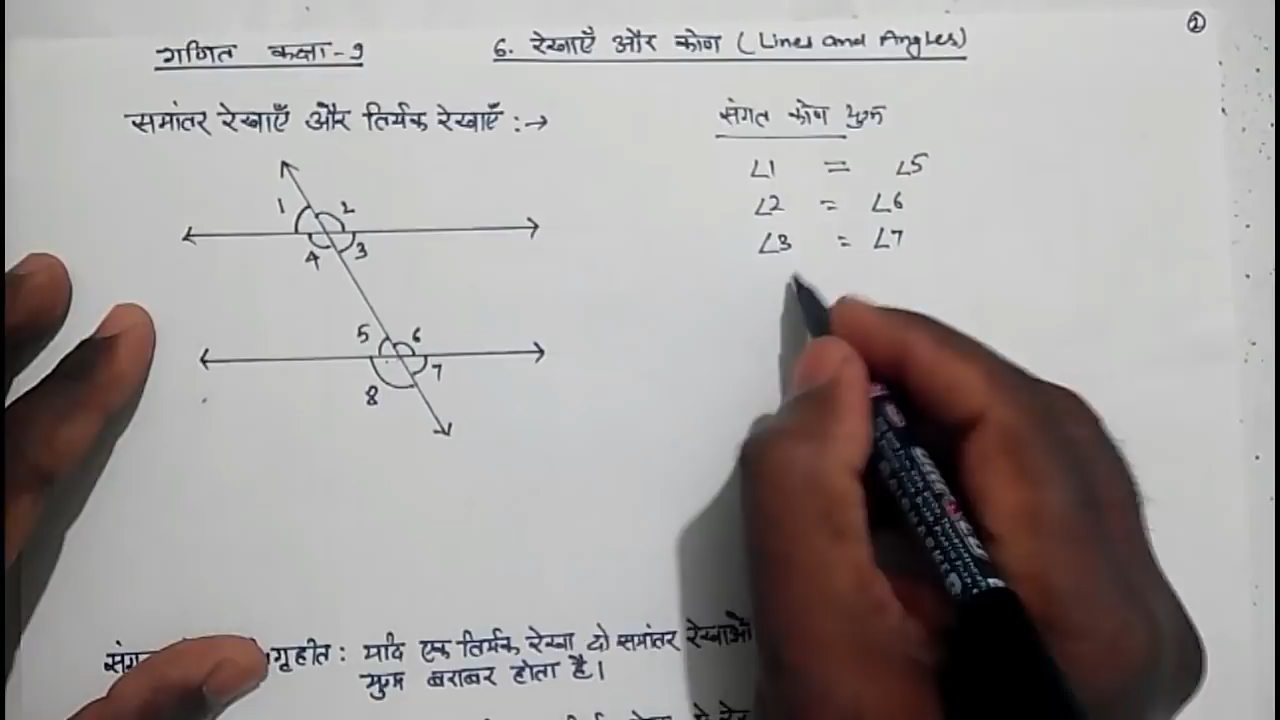 गणित कक्षा-9
6. रेखाएँ और कोण (Lines and Angles)
2
समांतर रेखाएँ और तिर्यक रेखाएँ :→
संगत कोण युग्म
∠1 = ∠5
∠2 = ∠6
∠3 = ∠7
1 2
4 3
5 6
8 7
यदि एक तिर्यक रेखा दो समांतर रेखाओं
युग्म बराबर होता है।